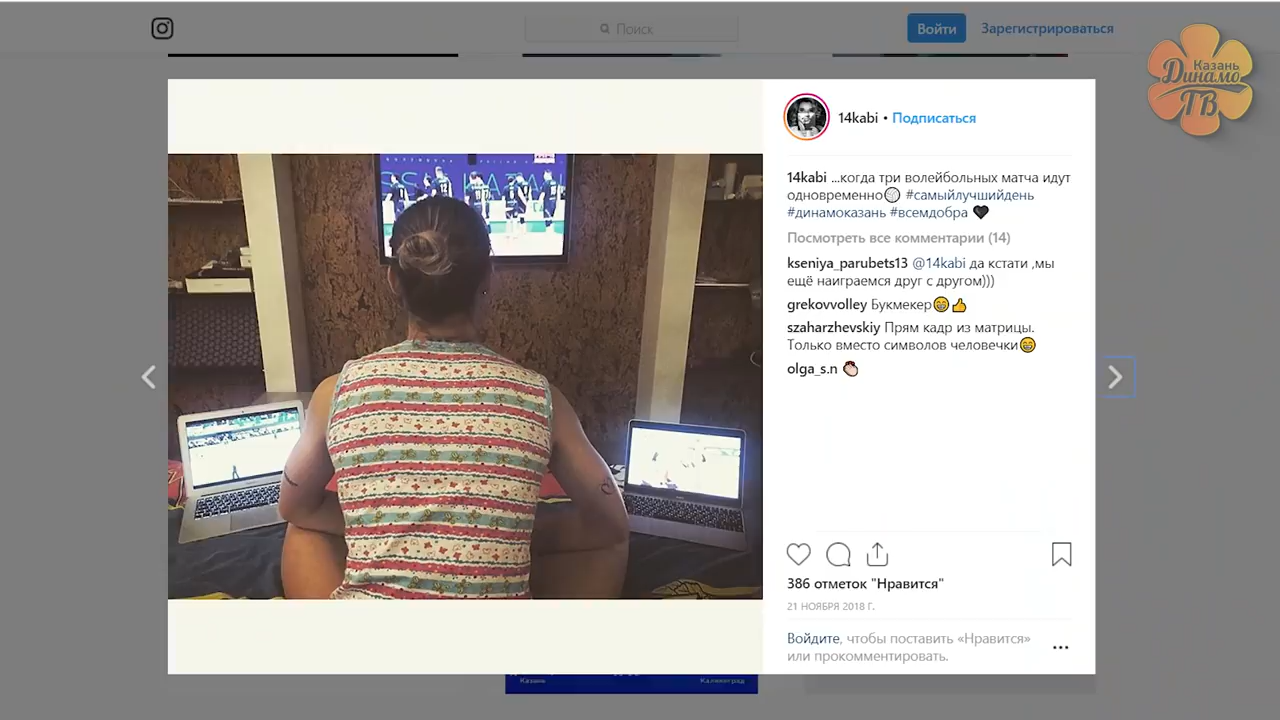 Поиск
Войти
Зарегистрироваться
Казань
Динамо
ТВ
14kabi • Подписаться
14kabi ...когда три волейбольных матча идут
одновременно🏐 #самыйлучшийдень
#динамоказань #всемдобра 🖤
Посмотреть все комментарии (14)
kseniya_parubets13 @14kabi да кстати ,мы
ещё наиграемся друг с другом)))
grekovvolley Букмекер😁👍
szaharzhevskiy Прям кадр из матрицы.
Только вместо символов человечки😁
olga_s.n 👏
386 отметок "Нравится"
21 НОЯБРЯ 2018 Г.
Войдите, чтобы поставить «Нравится»
или прокомментировать.
Казань
Калининград